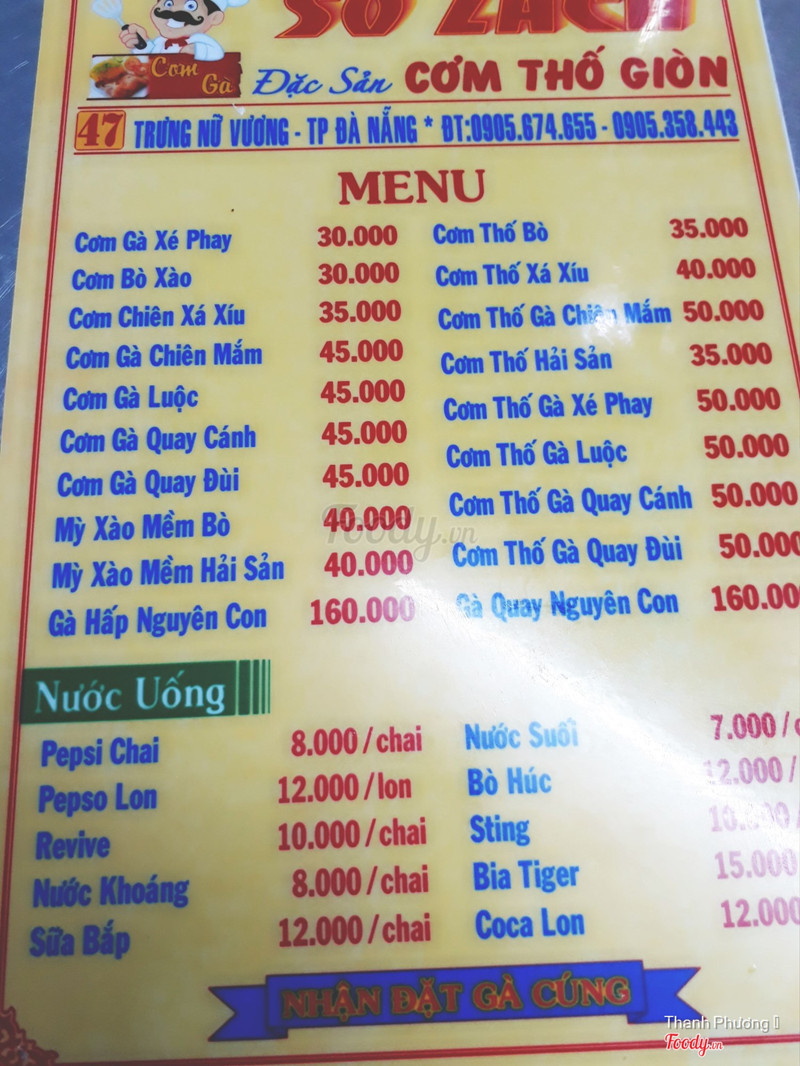 Cơm Gà
Đặc Sản CƠM THỐ GIÒN
47 TRƯNG NỮ VƯƠNG - TP ĐÀ NẴNG * ĐT:0905.674.655 - 0905.358.443
MENU
Cơm Gà Xé Phay 30.000
Cơm Bò Xào 30.000
Cơm Chiên Xá Xíu 35.000
Cơm Gà Chiên Mắm 45.000
Cơm Gà Luộc 45.000
Cơm Gà Quay Cánh 45.000
Cơm Gà Quay Đùi 45.000
Mỳ Xào Mềm Bò 40.000
Mỳ Xào Mềm Hải Sản 40.000
Gà Hấp Nguyên Con 160.000
Cơm Thố Bò 35.000
Cơm Thố Xá Xíu 40.000
Cơm Thố Gà Chiên Mắm 50.000
Cơm Thố Hải Sản 35.000
Cơm Thố Gà Xé Phay 50.000
Cơm Thố Gà Luộc 50.000
Cơm Thố Gà Quay Cánh 50.000
Cơm Thố Gà Quay Đùi 50.000
Gà Quay Nguyên Con 160.00
Nước Uống
Pepsi Chai 8.000/chai
Pepso Lon 12.000/lon
Revive 10.000/chai
Nước Khoáng 8.000/chai
Sữa Bắp 12.000/chai
Nước Suối 7.000/c
Bò Húc 12.000/
Sting 10.000/
Bia Tiger 15.000
Coca Lon 12.000
NHẬN ĐẶT GÀ CÚNG
Foody.vn
Thanh Phương
Foody.vn